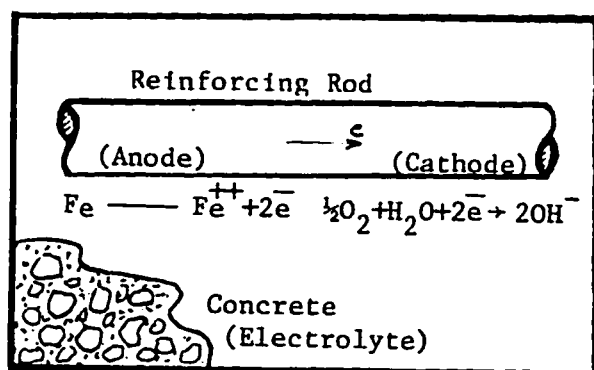 Reinforcing Rod
(Anode) — e (Cathode)
Fe —— Fe⁺⁺+2e̅ ½O₂+H₂O+2e̅→ 2OH⁻
Concrete
(Electrolyte)